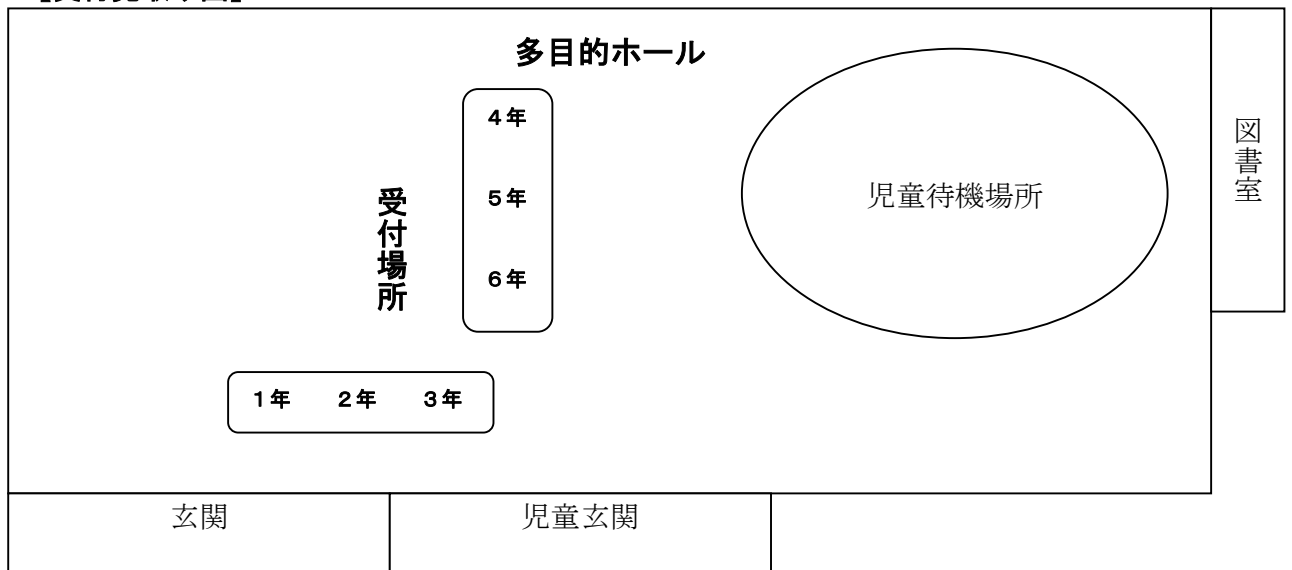 多目的ホール
4年
5年
6年
受付場所
児童待機場所
図書室
1年 2年 3年
玄関
児童玄関